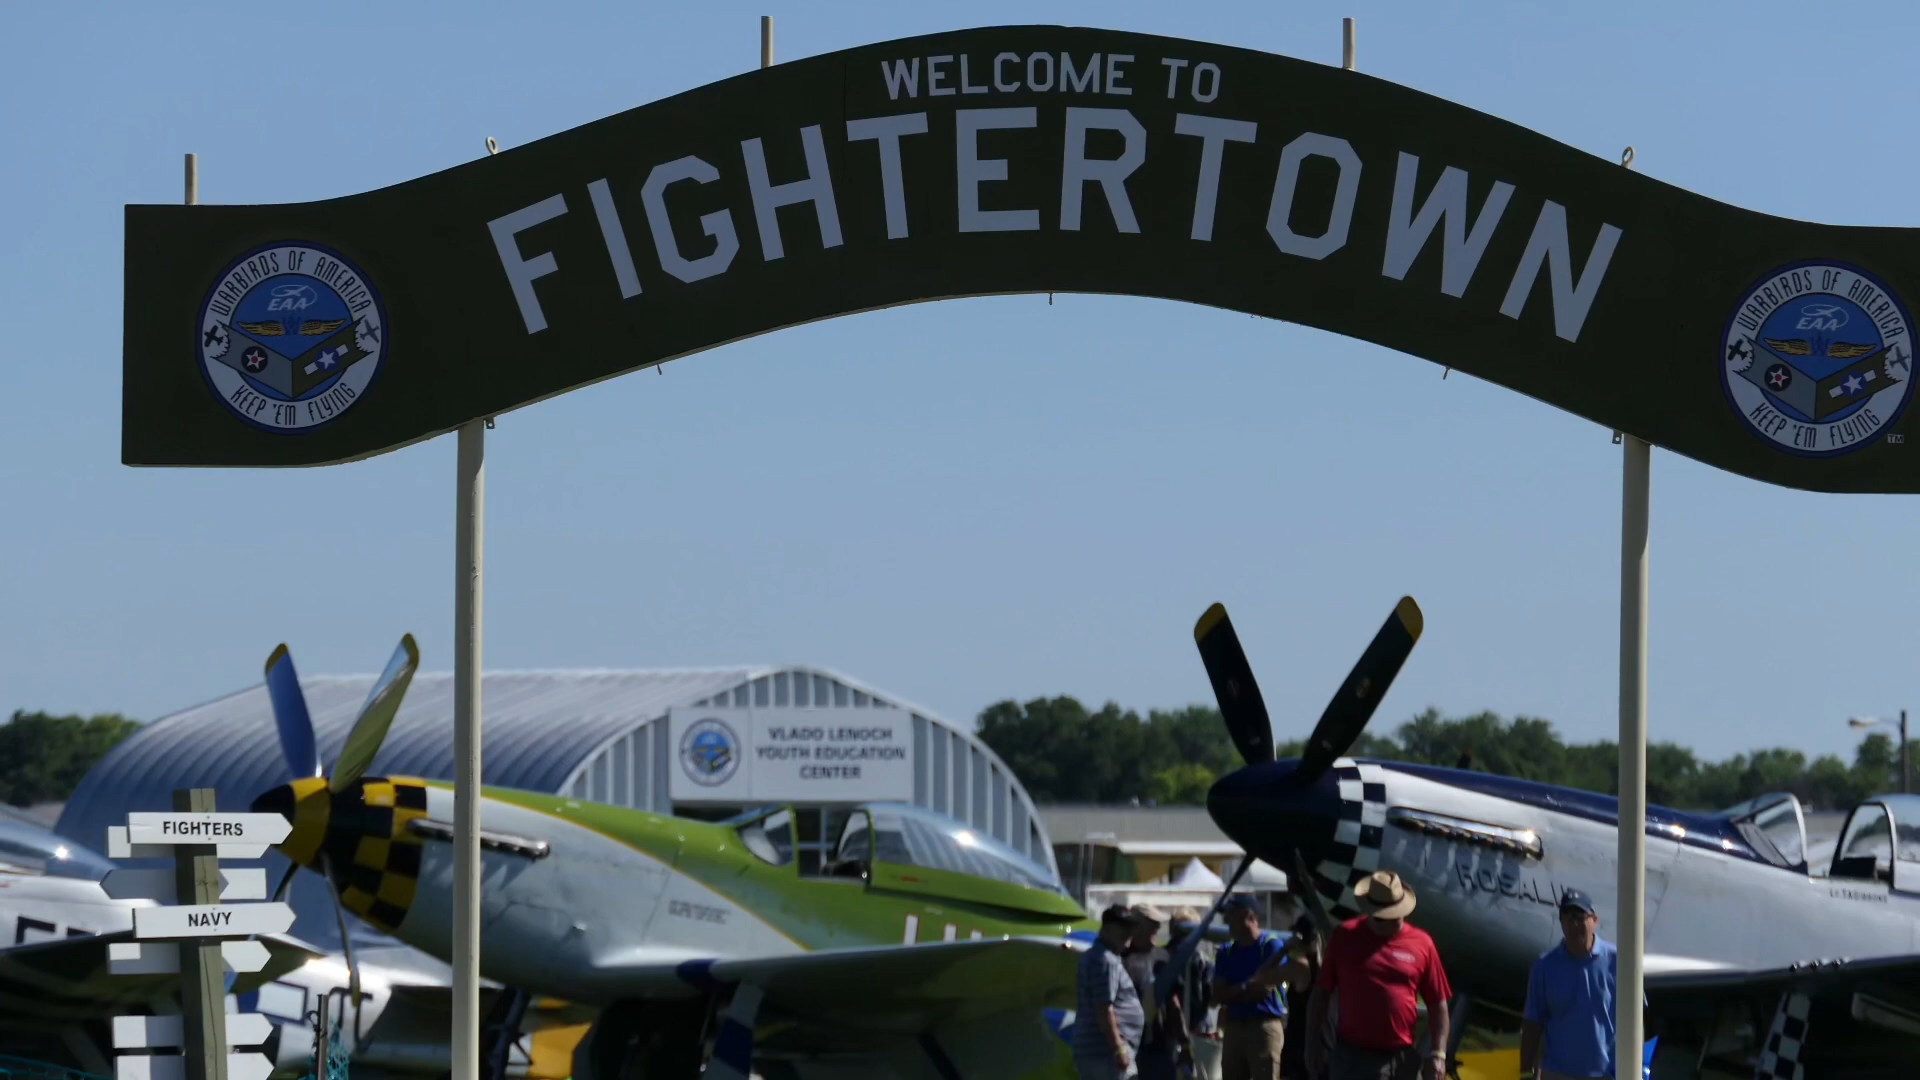 WELCOME TO
FIGHTERTOWN
WARBIRDS OF AMERICA
EAA
KEEP 'EM FLYING
WARBIRDS OF AMERICA
EAA
KEEP 'EM FLYING
TM
VLADO LENOCH
YOUTH EDUCATION
CENTER
FIGHTERS
NAVY